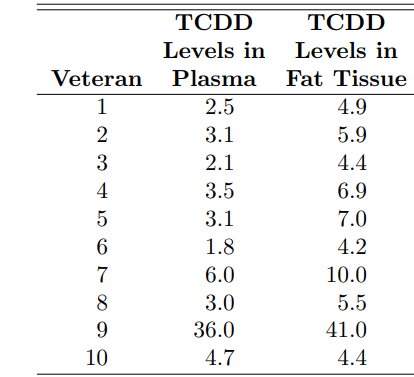 TCDD TCDD
Levels in Levels in
Veteran Plasma Fat Tissue
1 2.5 4.9
2 3.1 5.9
3 2.1 4.4
4 3.5 6.9
5 3.1 7.0
6 1.8 4.2
7 6.0 10.0
8 3.0 5.5
9 36.0 41.0
10 4.7 4.4